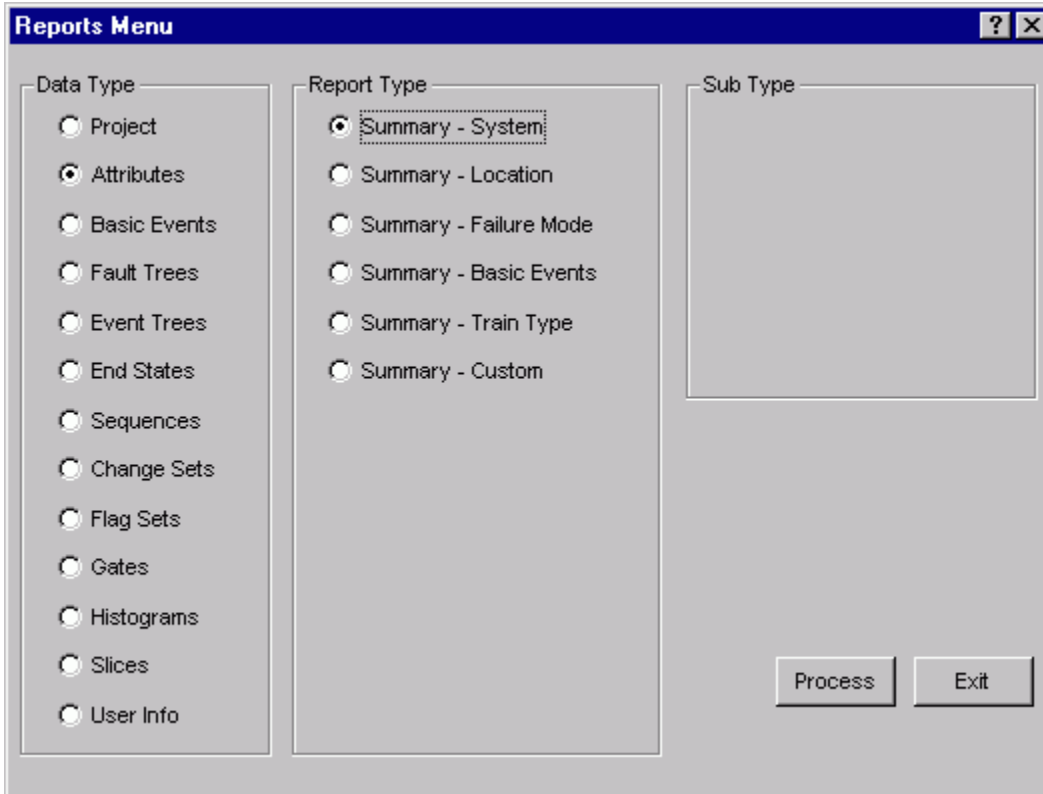 Reports Menu
Data Type
Project
Attributes
Basic Events
Fault Trees
Event Trees
End States
Sequences
Change Sets
Flag Sets
Gates
Histograms
Slices
User Info
Report Type
Summary - System
Summary - Location
Summary - Failure Mode
Summary - Basic Events
Summary - Train Type
Summary - Custom
Sub Type
Process
Exit